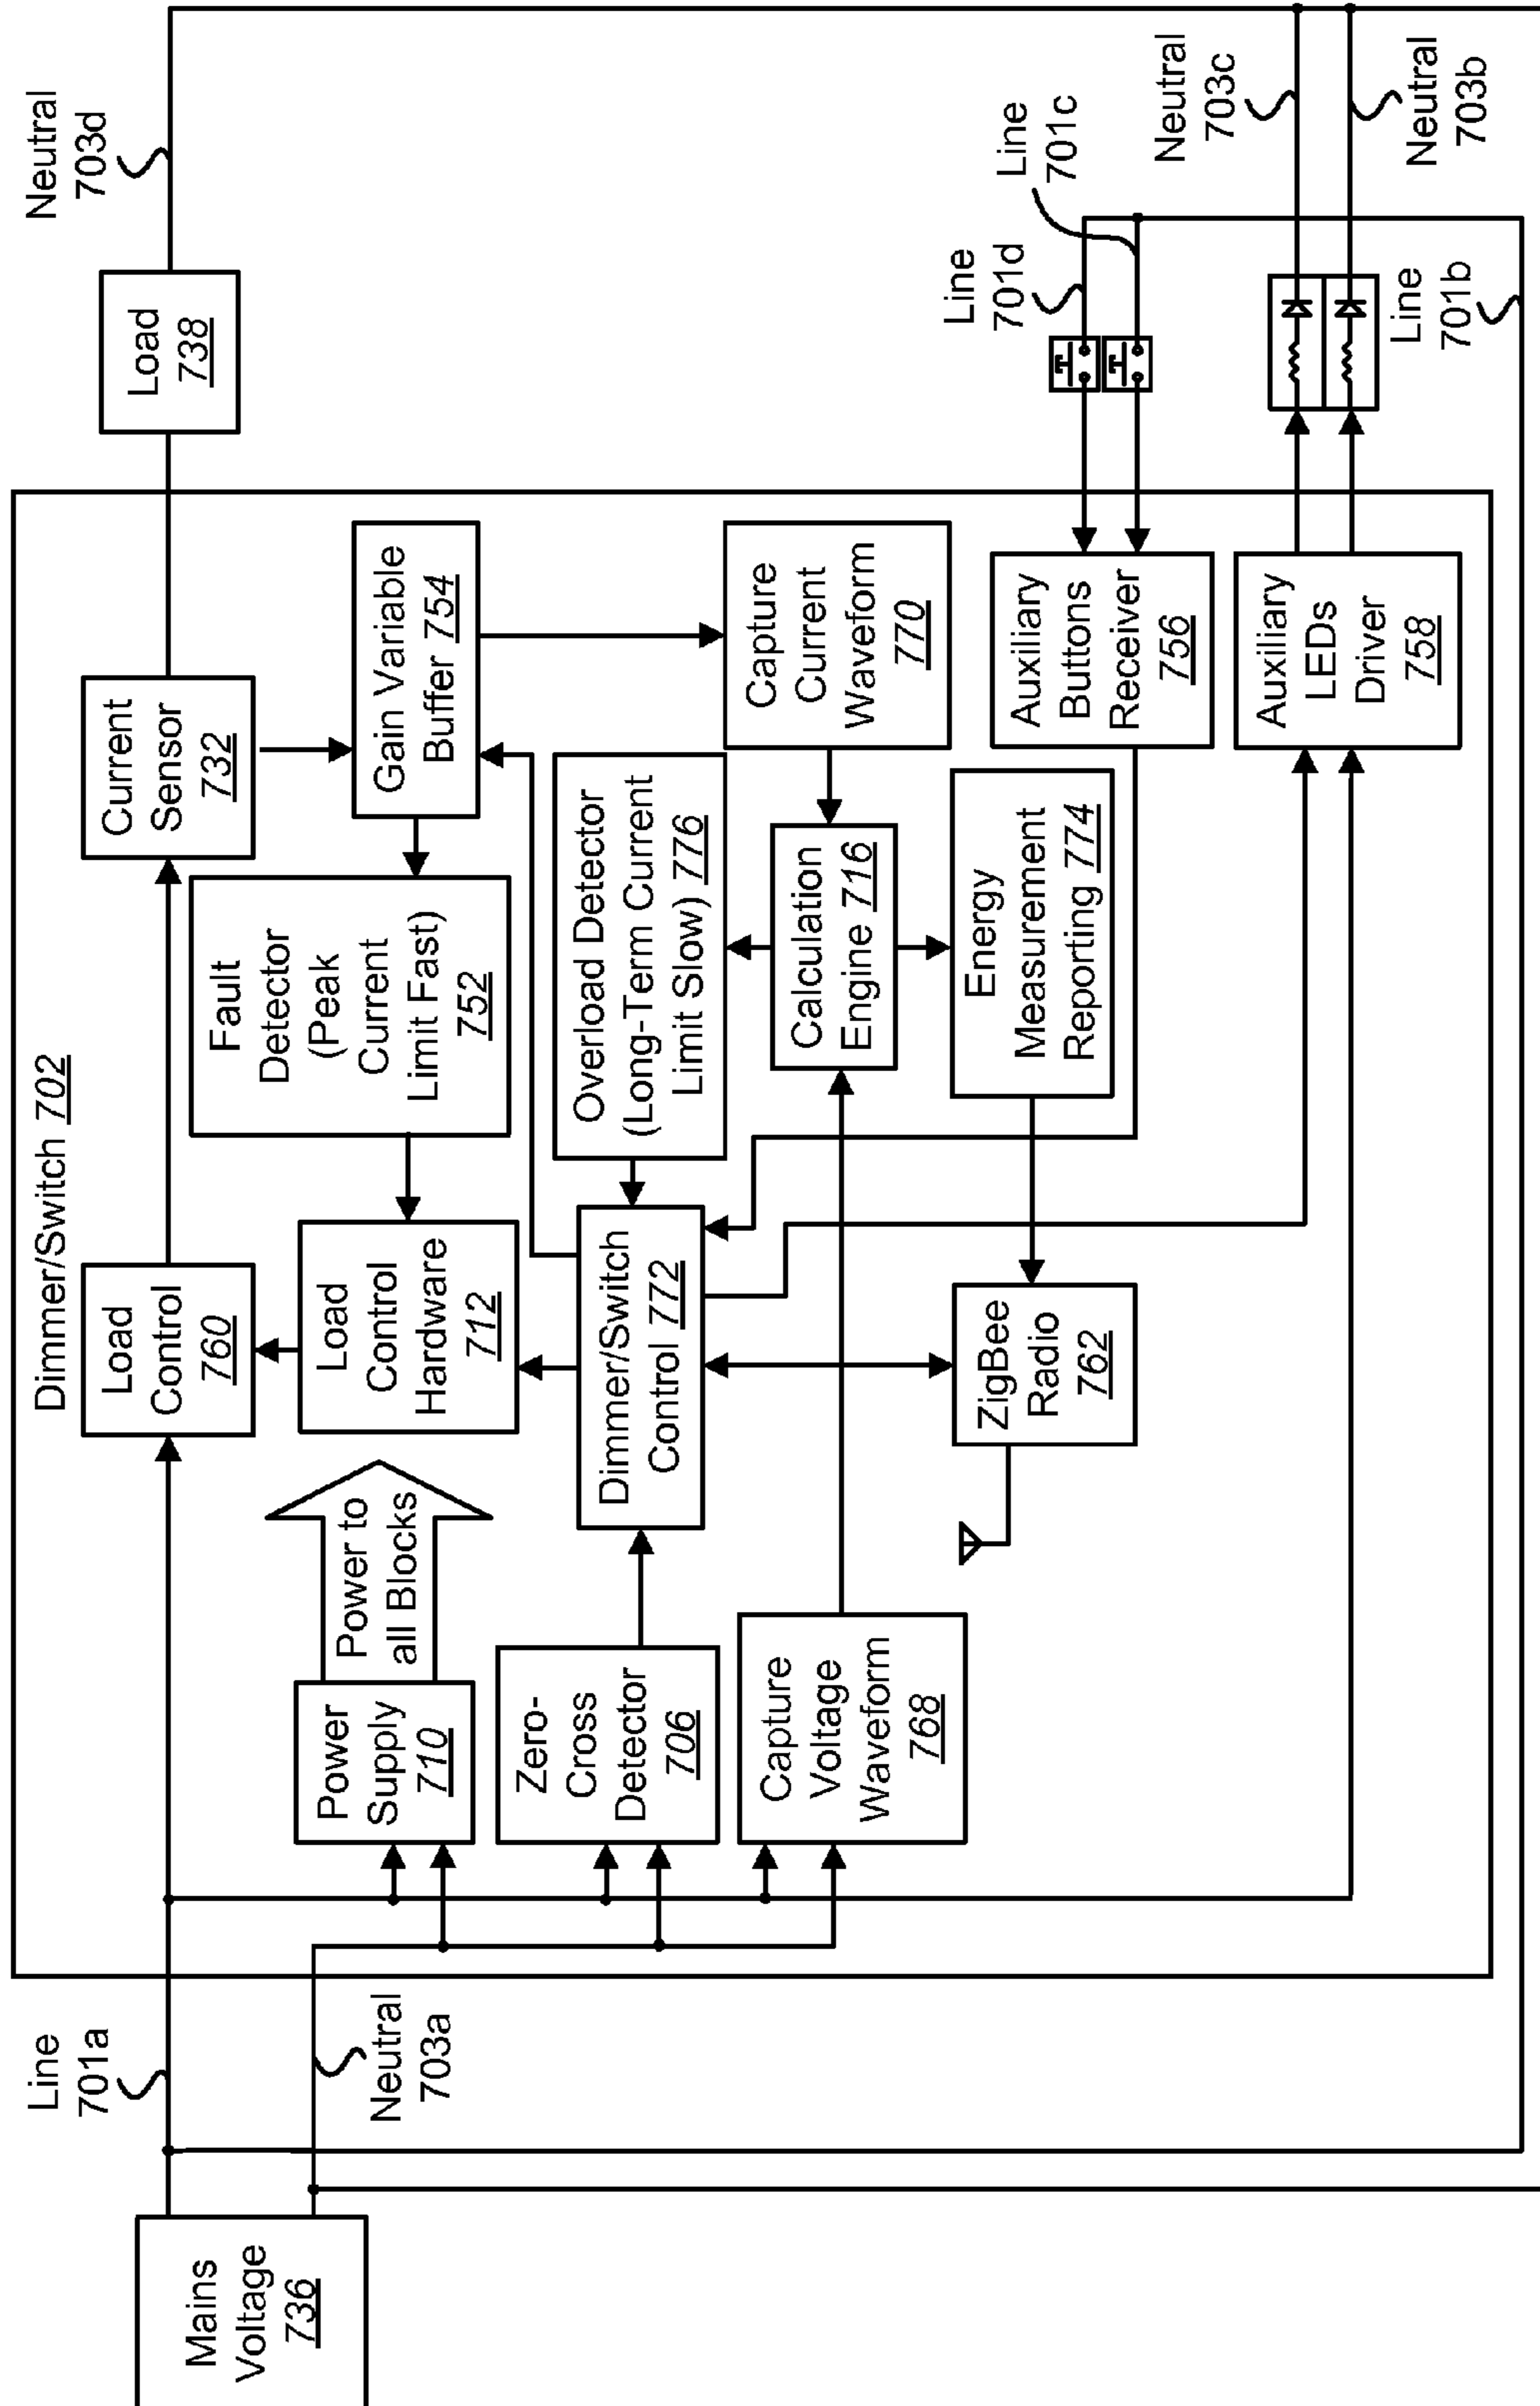 Mains
Voltage
736
Line
701a
Neutral
703a
Dimmer/Switch 702
Power
Supply
710
Power to
all Blocks
Zero-
Cross
Detector
706
Capture
Voltage
Waveform
768
Load
Control
760
Load
Control
Hardware
712
Dimmer/Switch
Control 772
ZigBee
Radio
762
Current
Sensor
732
Fault
Detector
(Peak
Current
Limit Fast)
752
Gain Variable
Buffer 754
Overload Detector
(Long-Term Current
Limit Slow) 776
Calculation
Engine 716
Energy
Measurement
Reporting 774
Capture
Current
Waveform
770
Auxiliary
Buttons
Receiver
756
Auxiliary
LEDs
Driver
758
Load
738
Neutral
703d
Line
701d
Line
701c
Neutral
703c
Neutral
703b
Line
701b